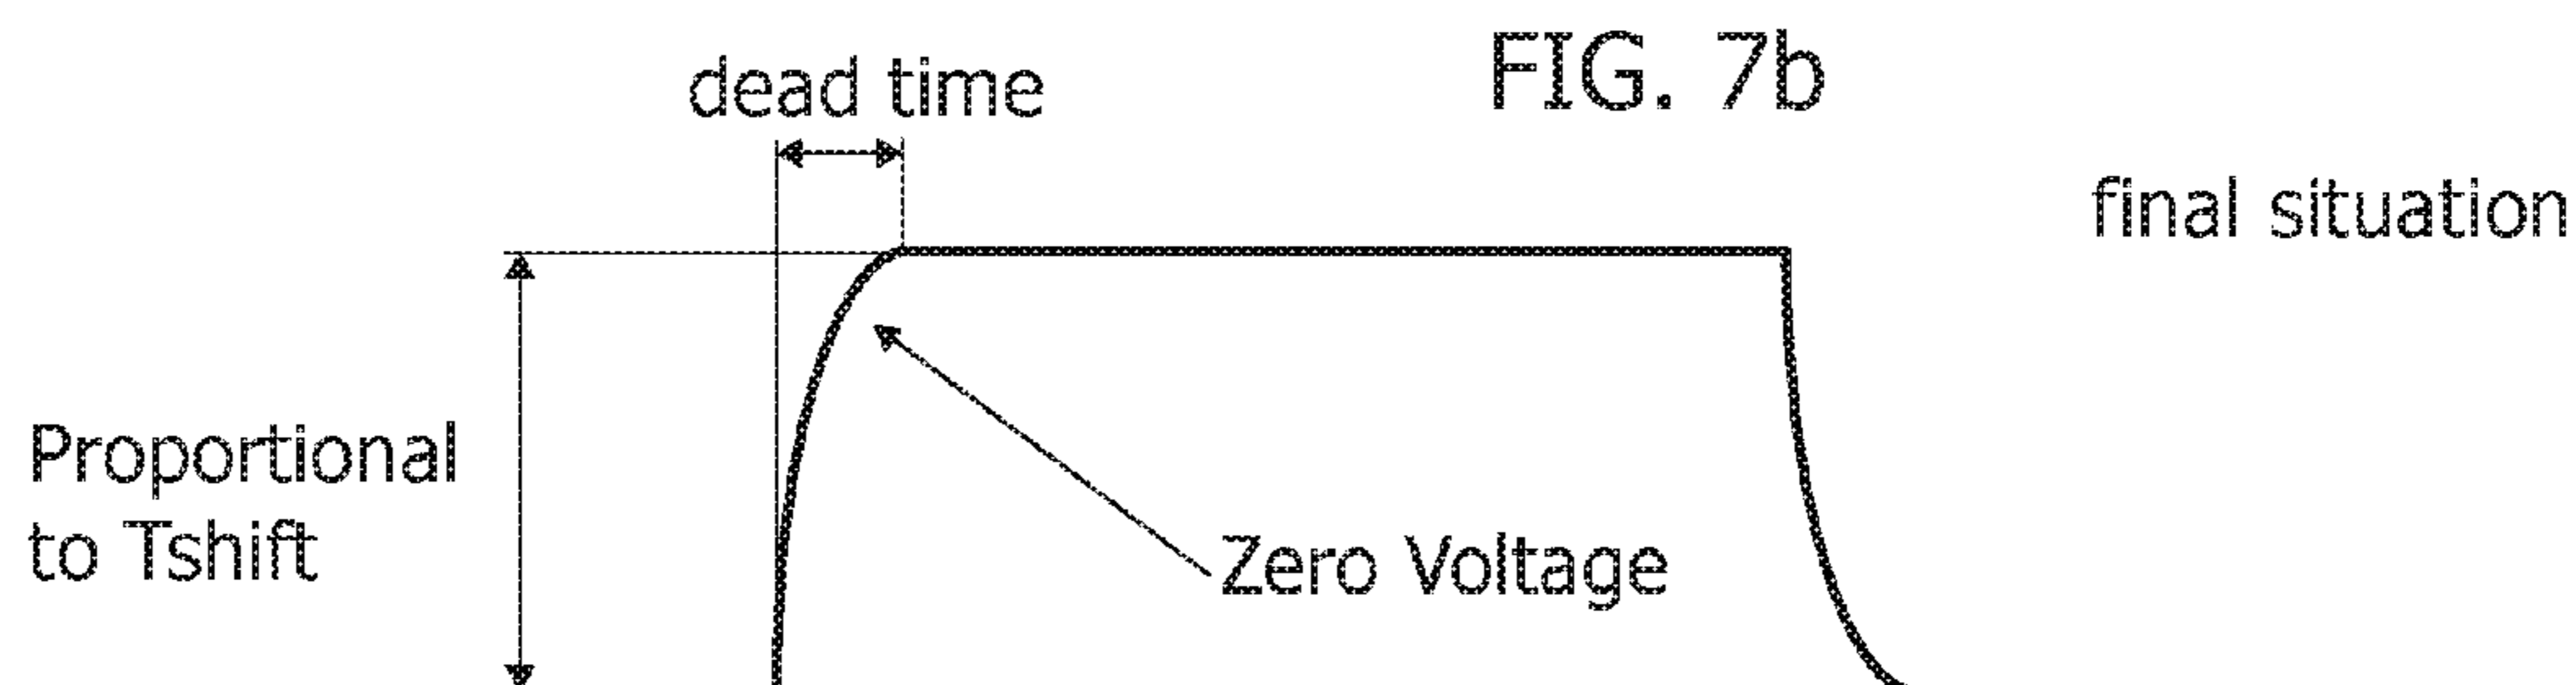 FIG. 7b
dead time
final situation
Proportional
to Tshift
Zero Voltage